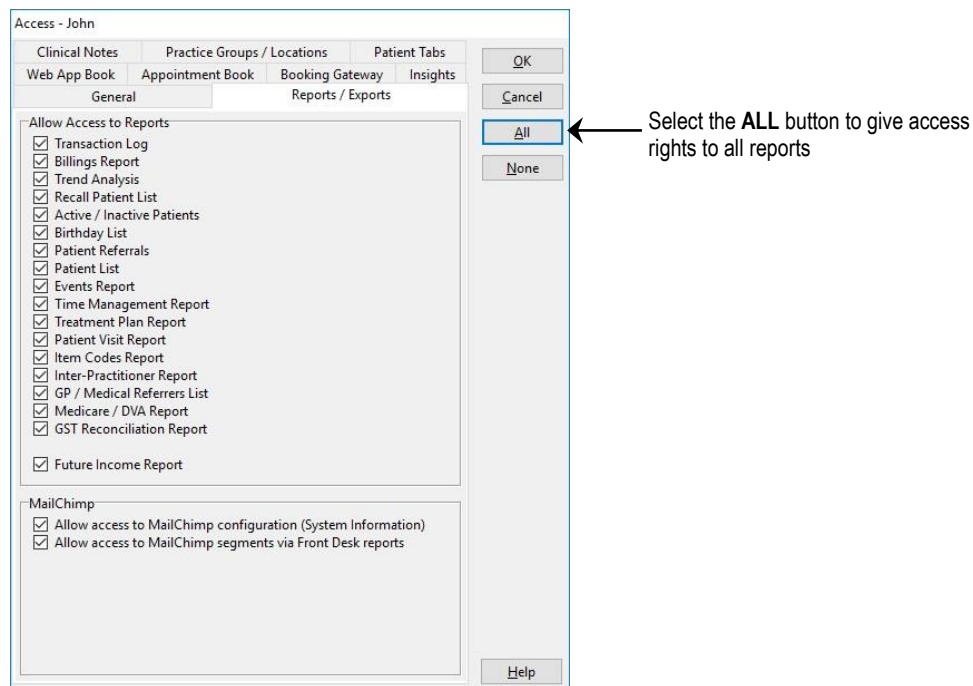 Access - John
Clinical Notes Practice Groups / Locations Patient Tabs
Web App Book Appointment Book Booking Gateway Insights
General Reports / Exports
OK
Cancel
All
None
Allow Access to Reports
Transaction Log
Billings Report
Trend Analysis
Recall Patient List
Active / Inactive Patients
Birthday List
Patient Referrals
Patient List
Events Report
Time Management Report
Treatment Plan Report
Patient Visit Report
Item Codes Report
Inter-Practitioner Report
GP / Medical Referrers List
Medicare / DVA Report
GST Reconciliation Report
Future Income Report
MailChimp
Allow access to MailChimp configuration (System Information)
Allow access to MailChimp segments via Front Desk reports
Help
Select the ALL button to give access
rights to all reports